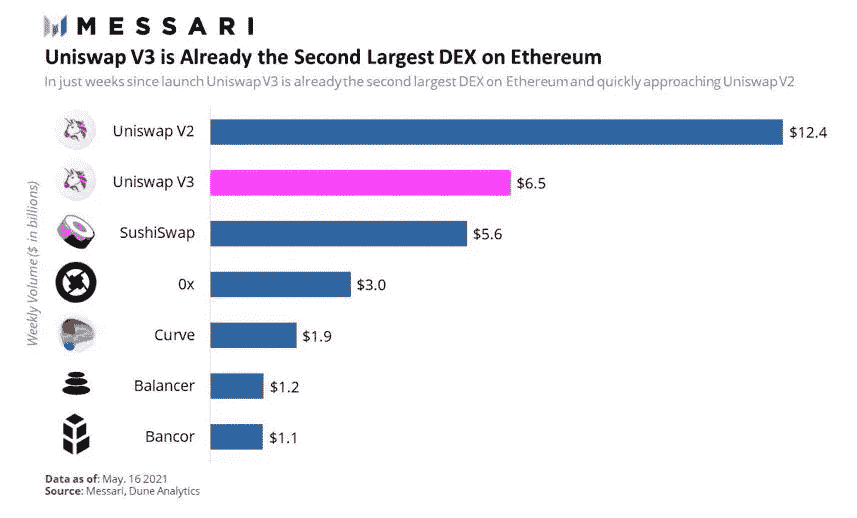 MESSARI
Uniswap V3 is Already the Second Largest DEX on Ethereum
In just weeks since launch Uniswap V3 is already the second largest DEX on Ethereum and quickly approaching Uniswap V2
Weekly Volume ($ in billions)
Uniswap V2 $12.4
Uniswap V3 $6.5
SushiSwap $5.6
0x $3.0
Curve $1.9
Balancer $1.2
Bancor $1.1
Data as of: May. 16 2021
Source: Messari, Dune Analytics